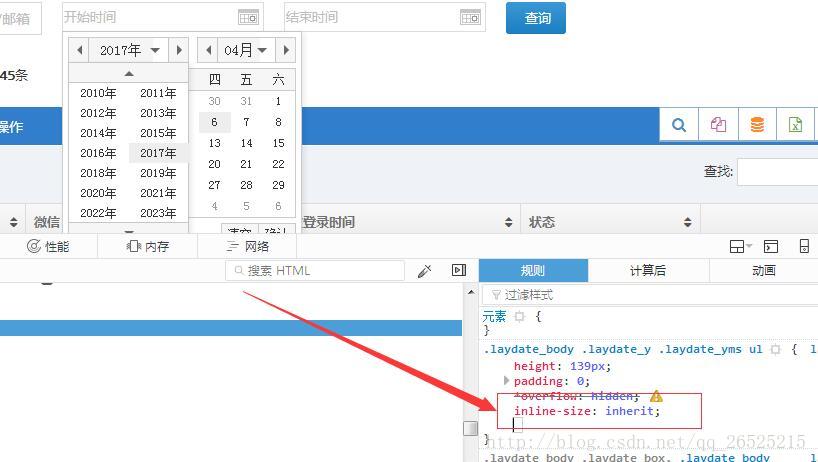 /邮箱 开始时间 结束时间 查询
45条
2017年 04月
四 五 六
2010年 2011年 30 31 1
2012年 2013年 6 7 8
2014年 2015年 13 14 15
2016年 2017年 20 21 22
2018年 2019年 27 28 29
2020年 2021年 4 5 6
2022年 2023年
清空 确认
操作
查找:
微信 登录时间 状态
性能 内存 网络
搜索 HTML
规则 计算后 动画
过滤样式
元素 {
}
.laydate_body .laydate_y .laydate_yms ul {
height: 139px;
padding: 0;
*overflow: hidden;
inline-size: inherit;
}
http://blog.csdn.net/qq_26525215
.laydate_body .laydate_box, .laydate_body